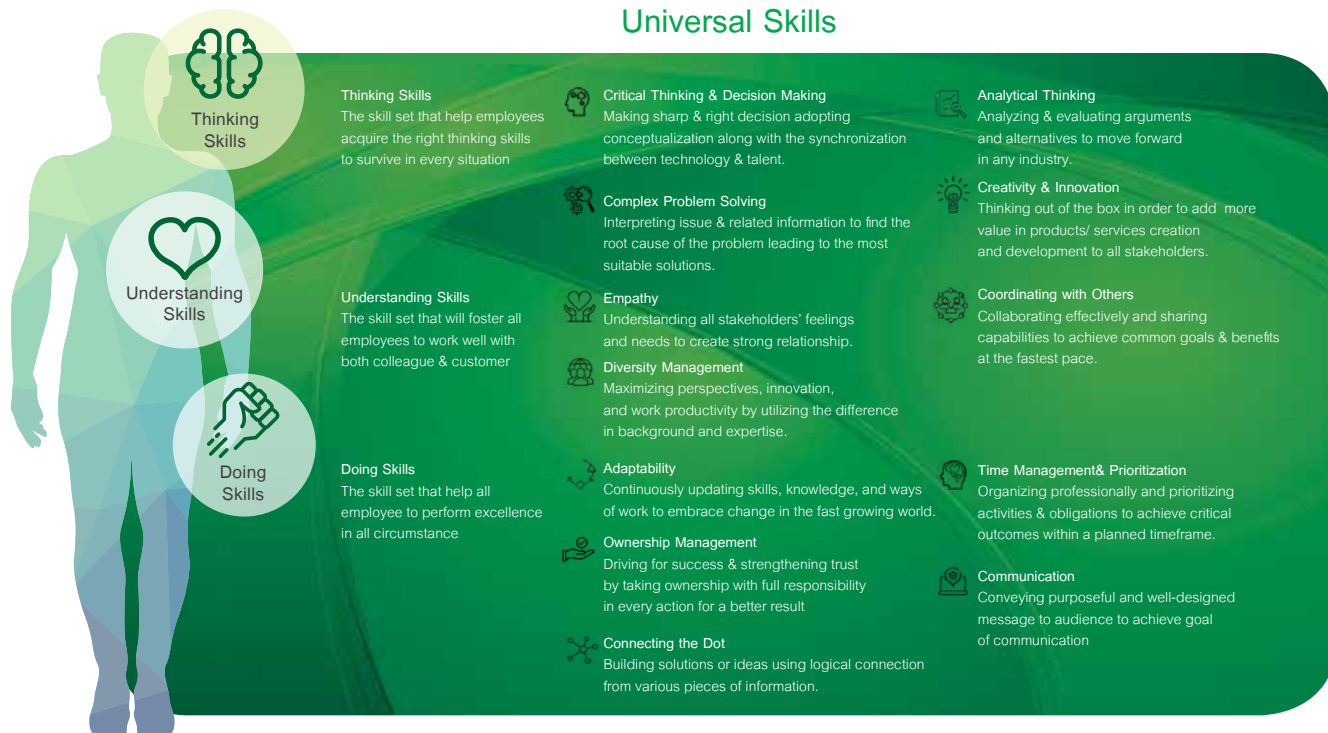 Universal Skills
Thinking
Skills
Understanding
Skills
Doing
Skills
Thinking Skills
The skill set that help employees
acquire the right thinking skills
to survive in every situation
Critical Thinking & Decision Making
Making sharp & right decision adopting
conceptualization along with the synchronization
between technology & talent.
Analytical Thinking
Analyzing & evaluating arguments
and alternatives to move forward
in any industry.
Complex Problem Solving
Interpreting issue & related information to find the
root cause of the problem leading to the most
suitable solutions.
Creativity & Innovation
Thinking out of the box in order to add more
value in products/ services creation
and development to all stakeholders.
Understanding Skills
The skill set that will foster all
employees to work well with
both colleague & customer
Empathy
Understanding all stakeholders' feelings
and needs to create strong relationship.
Coordinating with Others
Collaborating effectively and sharing
capabilities to achieve common goals & benefits
at the fastest pace.
Diversity Management
Maximizing perspectives, innovation,
and work productivity by utilizing the difference
in background and expertise.
Doing Skills
The skill set that help all
employee to perform excellence
in all circumstance
Adaptability
Continuously updating skills, knowledge, and ways
of work to embrace change in the fast growing world.
Time Management& Prioritization
Organizing professionally and prioritizing
activities & obligations to achieve critical
outcomes within a planned timeframe.
Ownership Management
Driving for success & strengthening trust
by taking ownership with full responsibility
in every action for a better result
Communication
Conveying purposeful and well-designed
message to audience to achieve goal
of communication
Connecting the Dot
Building solutions or ideas using logical connection
from various pieces of information.